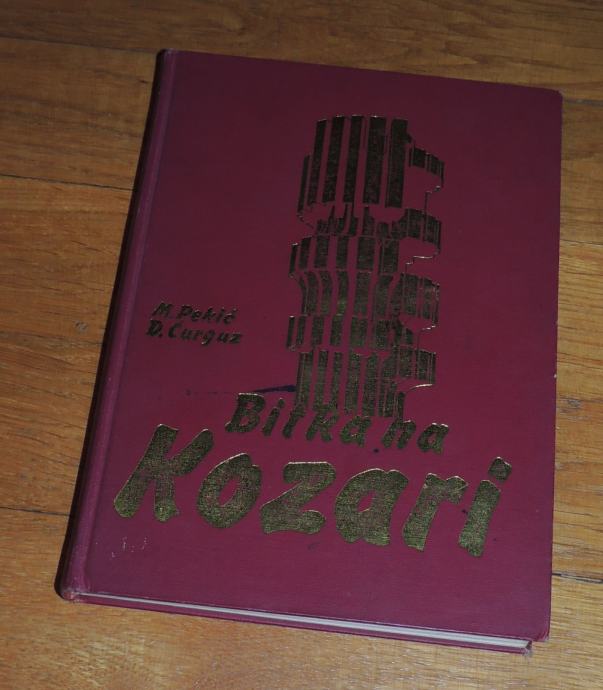 M. Pekić
D. Ćurguz
Bitka na
Kozari